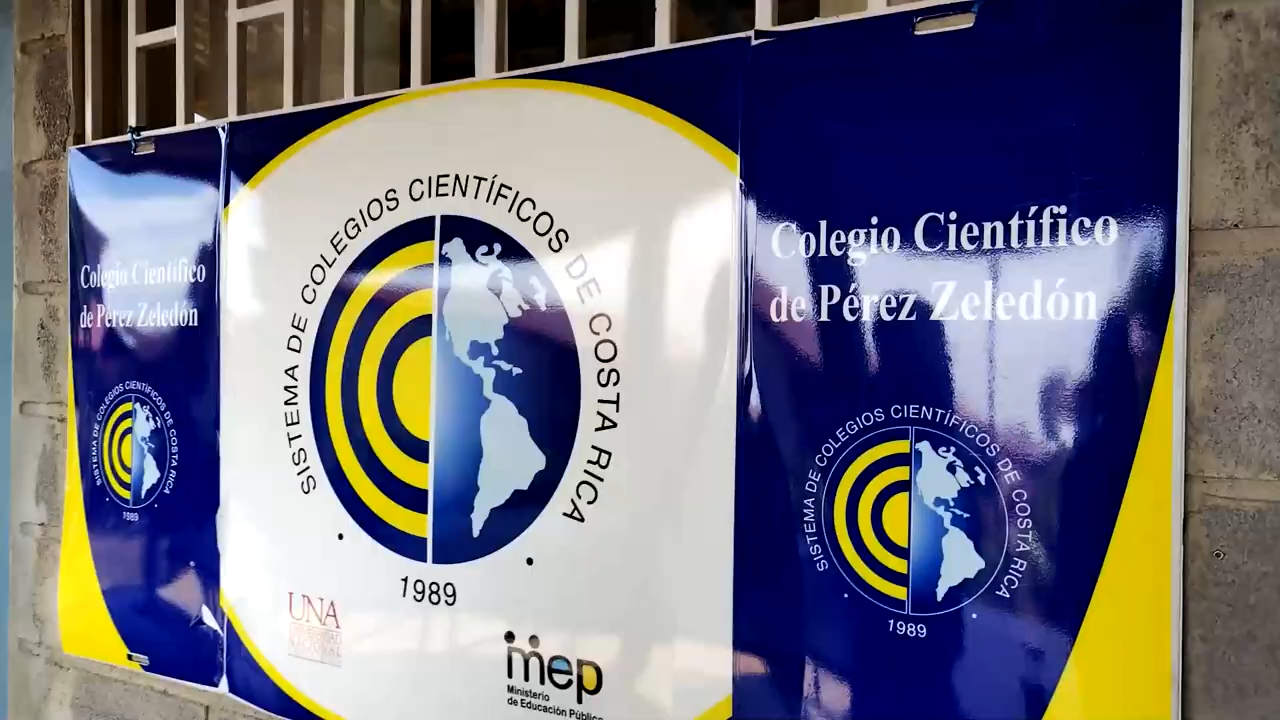 Colegio Científico
de Pérez Zeledón
SISTEMA DE COLEGIOS CIENTÍFICOS DE COSTA RICA
1989
SISTEMA DE COLEGIOS CIENTÍFICOS DE COSTA RICA
1989
UNA
UNIVERSIDAD
NACIONAL
mep
Ministerio
de Educación Pública
Colegio Científico
de Pérez Zeledón
SISTEMA DE COLEGIOS CIENTÍFICOS DE COSTA RICA
1989